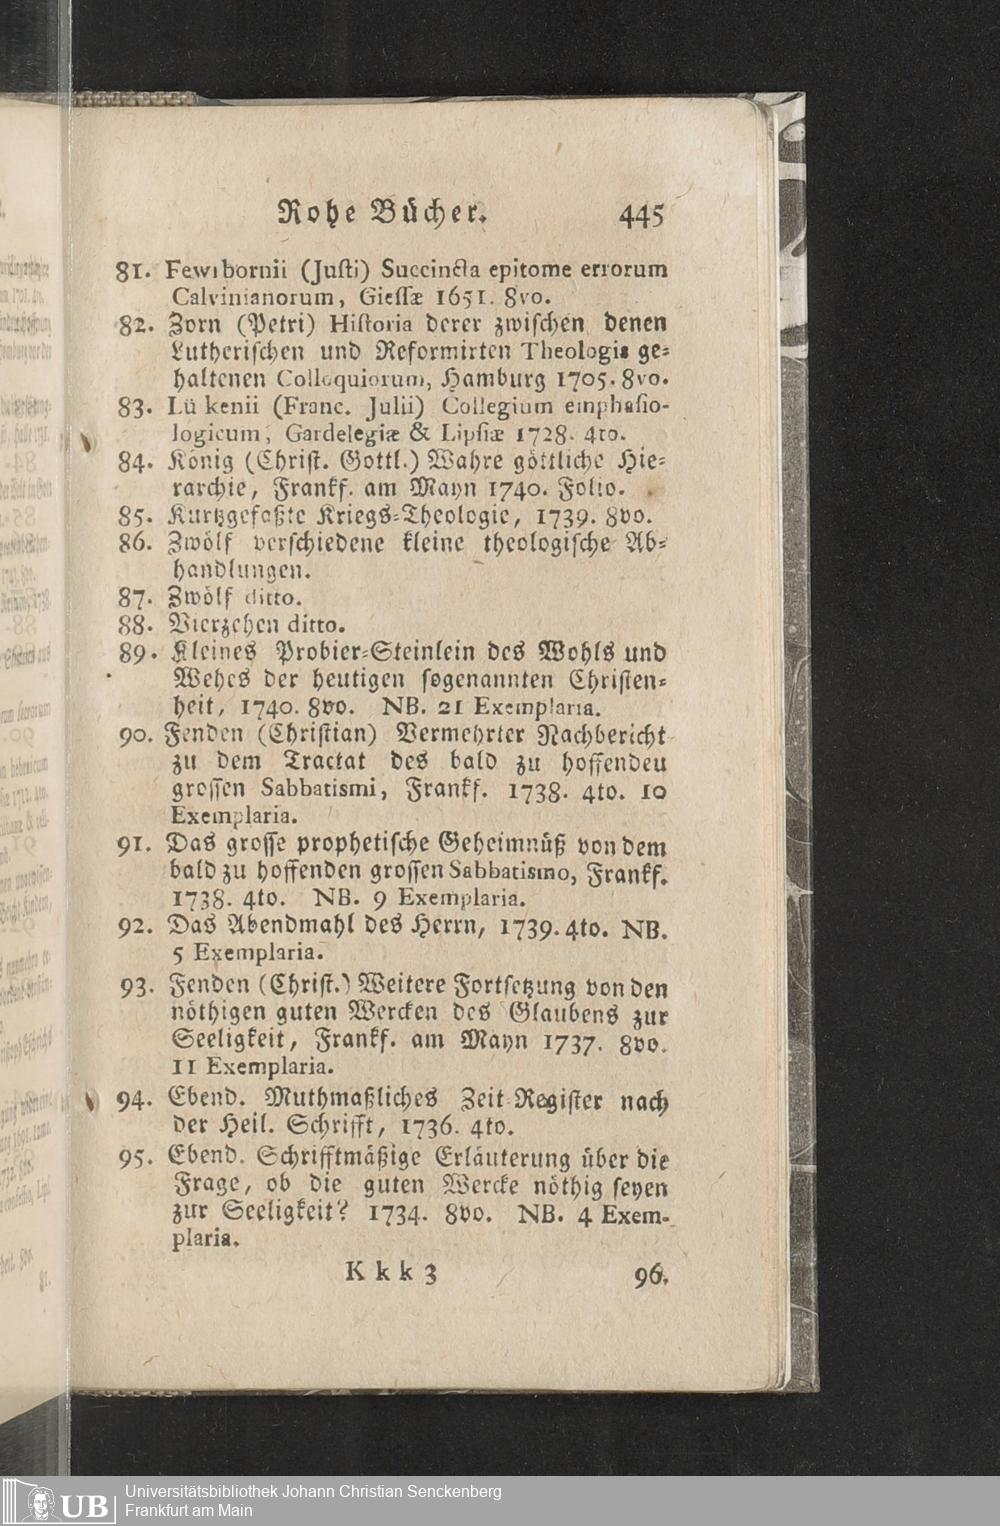 Rohe Bücher. 445
81. Fewrbornii (Justi) Succincta epitome errorum
Calvinianorum, Giessæ 1651. 8vo.
82. Zorn (Petri) Historia derer zwischen denen
Lutherischen und Reformirten Theologis ge=
haltenen Colloquiorum, Hamburg 1705. 8vo.
83. Lü kenii (Franc. Julii) Collegium emphasio-
logicum, Gardelegiæ & Lipsiæ 1728. 4to.
84. König (Christ. Gottl.) Wahre göttliche Hie=
rarchie, Franckf. am Mayn 1740. Folio.
85. Kurtzgefaßte Kriegs=Theologie, 1739. 8vo.
86. Zwölf verschiedene kleine theologische Ab=
handlungen.
87. Zwölf ditto.
88. Vierzehen ditto.
89. Kleines Probier=Steinlein des Wohls und
Wehes der heutigen sogenannten Christen=
heit, 1740. 8vo. NB. 21 Exemplaria.
90. Fenden (Christian) Vermehrter Nachbericht
zu dem Tractat des bald zu hoffendeu
grossen Sabbatismi, Frankf. 1738. 4to. 10
Exemplaria.
91. Das grosse prophetische Geheimnüß von dem
bald zu hoffenden grossen Sabbatismo, Frankf.
1738. 4to. NB. 9 Exemplaria.
92. Das Abendmahl des Herrn, 1739. 4to. NB.
5 Exemplaria.
93. Fenden (Christ.) Weitere Fortsetzung von den
nöthigen guten Wercken des Glaubens zur
Seeligkeit, Frankf. am Mayn 1737. 8vo.
11 Exemplaria.
94. Ebend. Muthmaßliches Zeit=Register nach
der Heil. Schrifft, 1736. 4to.
95. Ebend. Schrifftmäßige Erläuterung über die
Frage, ob die guten Wercke nöthig seyen
zur Seeligkeit? 1734. 8vo. NB. 4 Exem-
plaria.
K k k 3 96.
UB Universitätsbibliothek Johann Christian Senckenberg
Frankfurt am Main